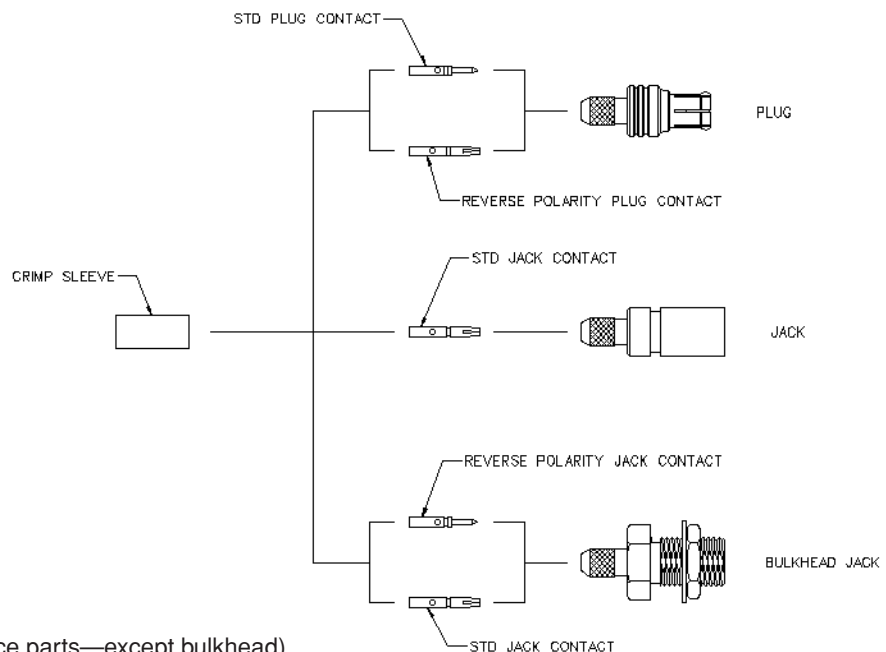 STD PLUG CONTACT
PLUG
REVERSE POLARITY PLUG CONTACT
STD JACK CONTACT
CRIMP SLEEVE
JACK
REVERSE POLARITY JACK CONTACT
BULKHEAD JACK
ce parts—except bulkhead)
STD JACK CONTACT